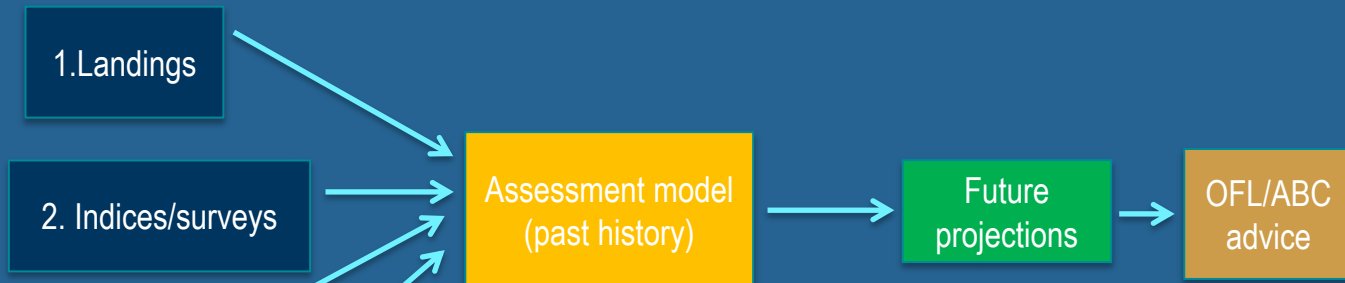 1.Landings
2. Indices/surveys
Assessment model
(past history)
Future
projections
OFL/ABC
advice